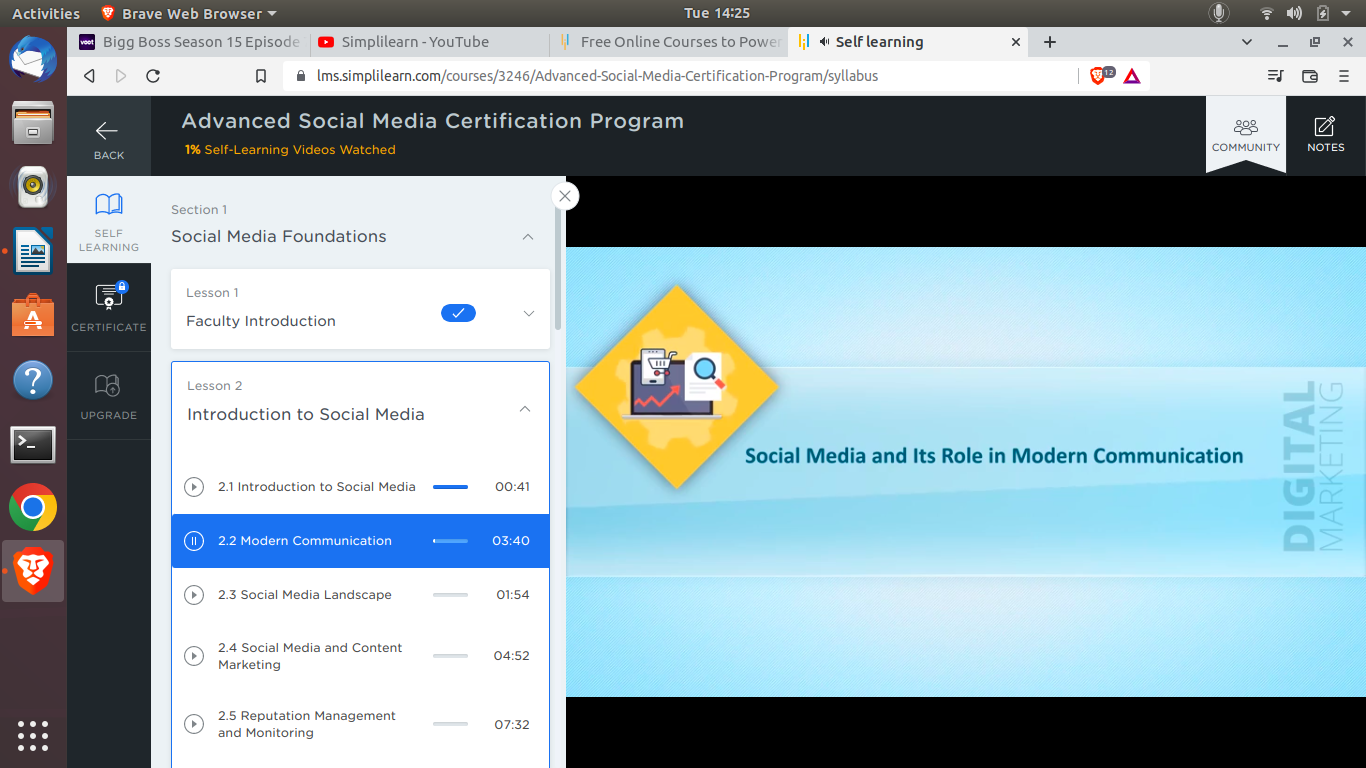 Activities
Brave Web Browser
Tue 14:25
voot
Bigg Boss Season 15 Episode
Simplilearn - YouTube
Free Online Courses to Power
Self learning
lms.simplilearn.com/courses/3246/Advanced-Social-Media-Certification-Program/syllabus
12
BACK
Advanced Social Media Certification Program
1% Self-Learning Videos Watched
COMMUNITY
NOTES
SELF
LEARNING
CERTIFICATE
UPGRADE
Section 1
Social Media Foundations
Lesson 1
Faculty Introduction
Lesson 2
Introduction to Social Media
2.1 Introduction to Social Media 00:41
2.2 Modern Communication 03:40
2.3 Social Media Landscape 01:54
2.4 Social Media and Content
Marketing 04:52
2.5 Reputation Management
and Monitoring 07:32
Social Media and Its Role in Modern Communication
DIGITAL
MARKETING